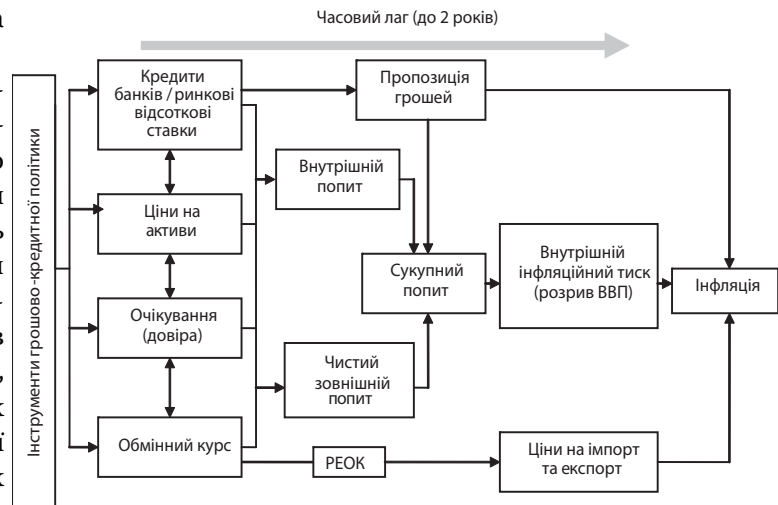 Часовий лаг (до 2 років)
Інструменти грошово-кредитної політики
Кредити
банків / ринкові
відсоткові
ставки
Пропозиція
грошей
Внутрішній
попит
Ціни на
активи
Сукупний
попит
Внутрішній
інфляційний тиск
(розрив ВВП)
Інфляція
Очікування
(довіра)
Чистий
зовнішній
попит
Обмінний курс
РЕОК
Ціни на імпорт
та експорт